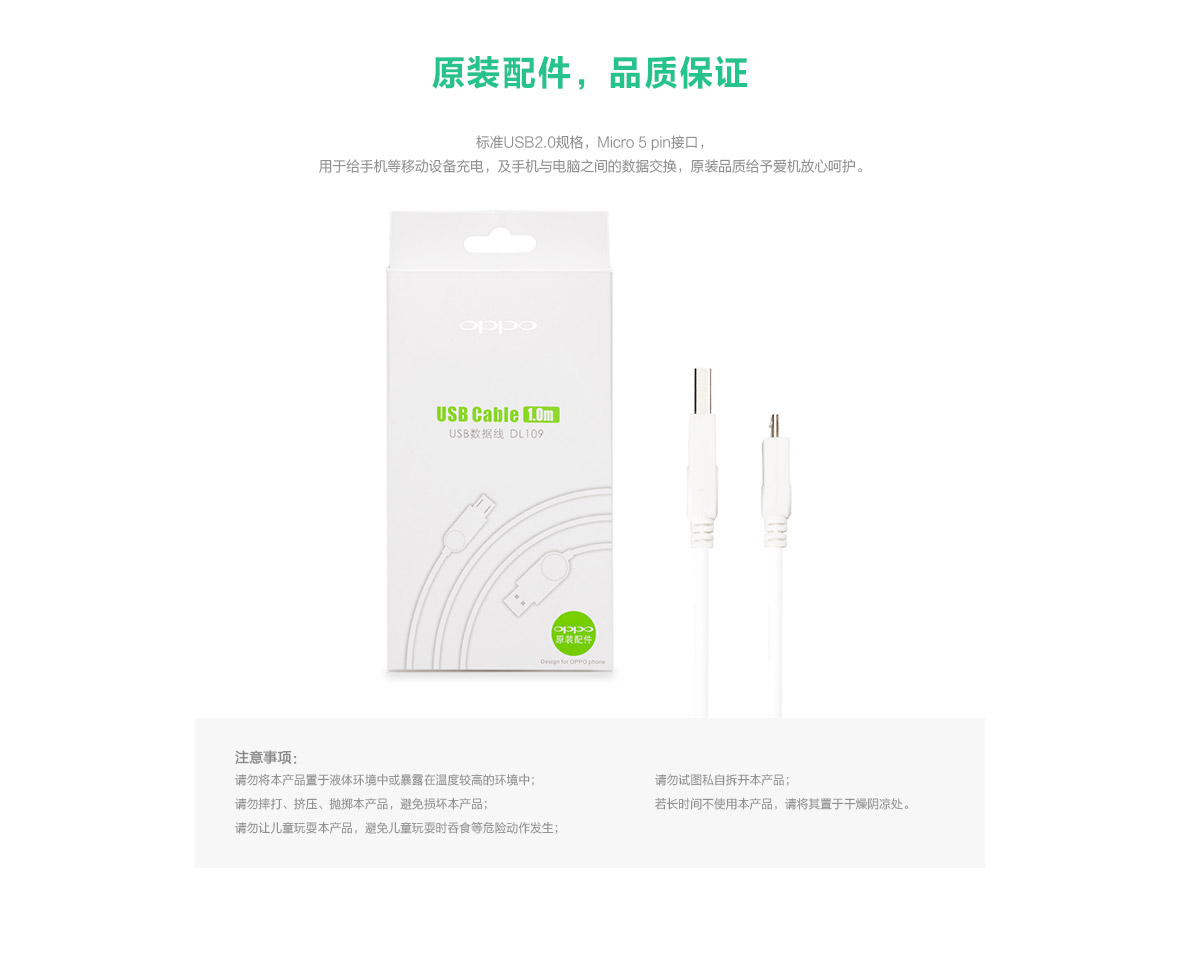 原装配件，品质保证
标准USB2.0规格，Micro 5 pin接口，
用于给手机等移动设备充电，及手机与电脑之间的数据交换，原装品质给予爱机放心呵护。
oppo
USB Cable 1.0m
USB数据线 DL109
oppo
原装配件
Design for OPPO phone
注意事项：
请勿将本产品置于液体环境中或暴露在温度较高的环境中；
请勿摔打、挤压、抛掷本产品，避免损坏本产品；
请勿让儿童玩耍本产品，避免儿童玩耍时吞食等危险动作发生；
请勿试图私自拆开本产品；
若长时间不使用本产品，请将其置于干燥阴凉处。